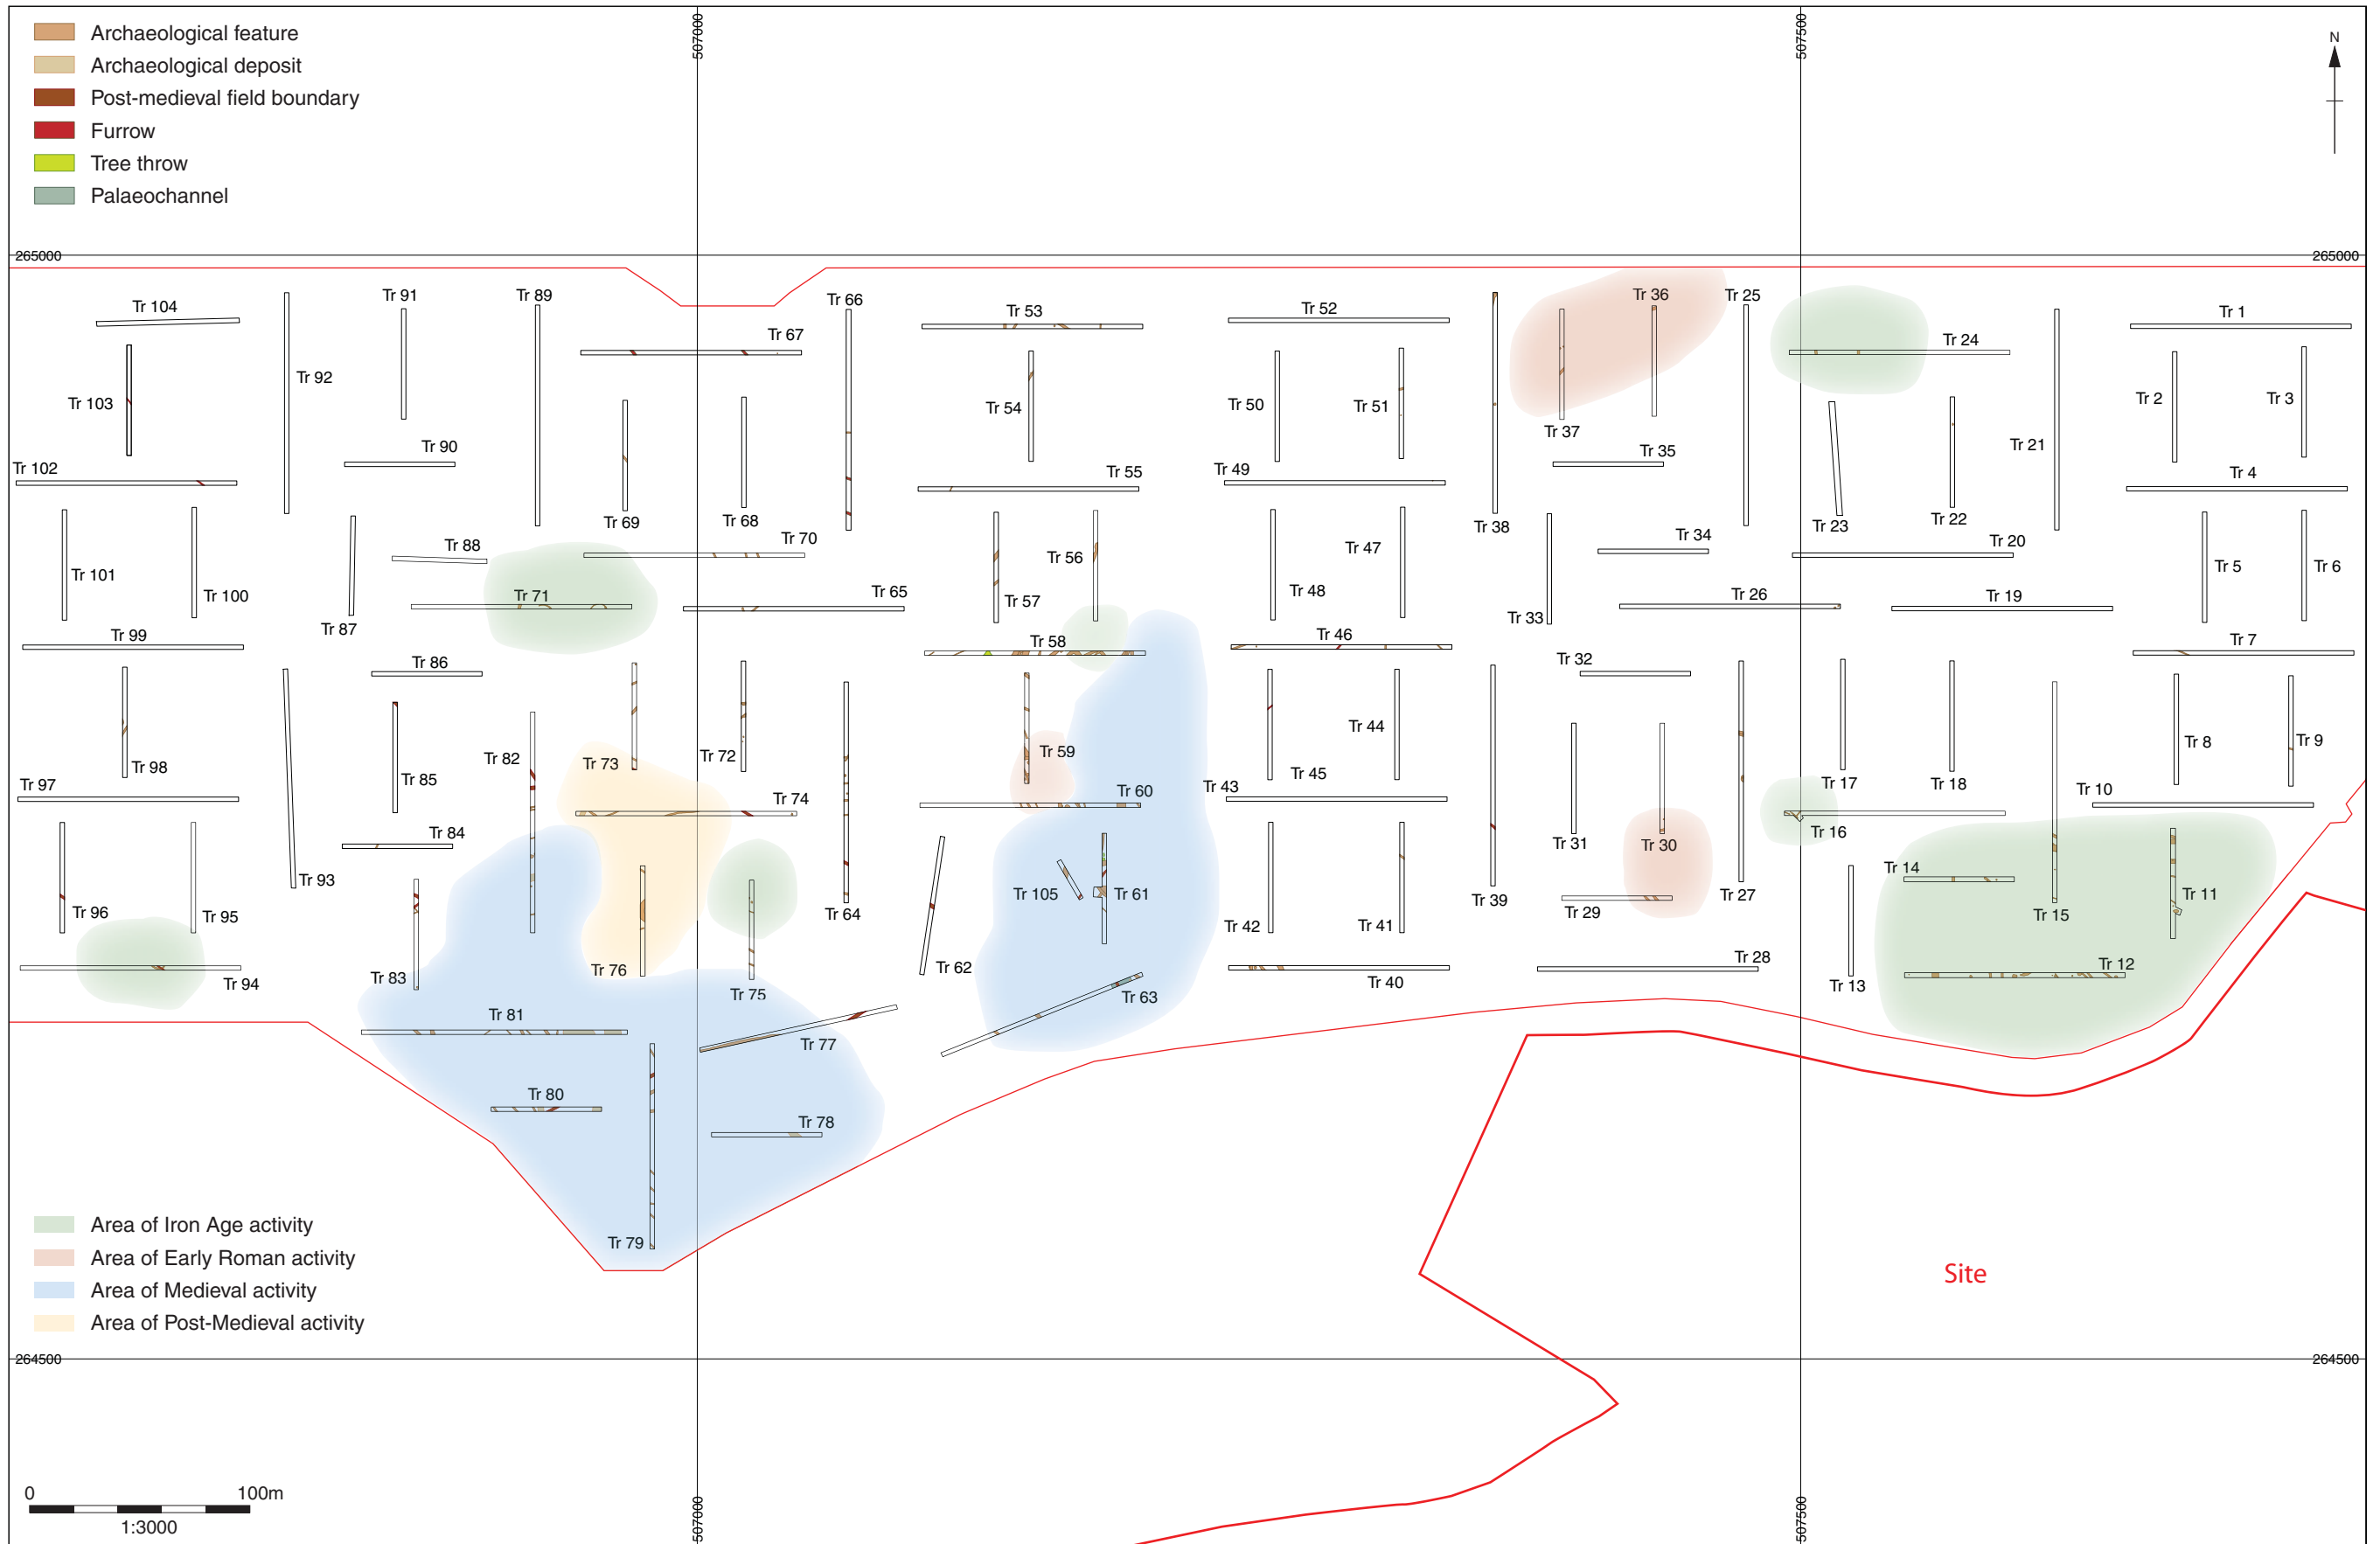 Archaeological feature
Archaeological deposit
Post-medieval field boundary
Furrow
Tree throw
Palaeochannel
507000
507500
N
265000
265000
Tr 104
Tr 91
Tr 89
Tr 66
Tr 53
Tr 52
Tr 36
Tr 25
Tr 1
Tr 67
Tr 24
Tr 92
Tr 103
Tr 54
Tr 50
Tr 51
Tr 37
Tr 2
Tr 3
Tr 90
Tr 35
Tr 21
Tr 102
Tr 55
Tr 49
Tr 4
Tr 69
Tr 68
Tr 38
Tr 23
Tr 22
Tr 88
Tr 70
Tr 56
Tr 47
Tr 34
Tr 20
Tr 101
Tr 100
Tr 71
Tr 65
Tr 57
Tr 48
Tr 33
Tr 26
Tr 19
Tr 5
Tr 6
Tr 87
Tr 99
Tr 58
Tr 46
Tr 7
Tr 86
Tr 32
Tr 98
Tr 85
Tr 82
Tr 73
Tr 72
Tr 59
Tr 44
Tr 45
Tr 17
Tr 18
Tr 8
Tr 9
Tr 97
Tr 74
Tr 60
Tr 43
Tr 10
Tr 84
Tr 31
Tr 30
Tr 16
Tr 93
Tr 14
Tr 96
Tr 95
Tr 64
Tr 105
Tr 61
Tr 42
Tr 41
Tr 39
Tr 29
Tr 27
Tr 15
Tr 11
Tr 94
Tr 83
Tr 76
Tr 75
Tr 62
Tr 63
Tr 40
Tr 28
Tr 13
Tr 12
Tr 81
Tr 77
Tr 80
Tr 78
Tr 79
Area of Iron Age activity
Area of Early Roman activity
Area of Medieval activity
Area of Post-Medieval activity
Site
264500
264500
0 100m
1:3000
507000
507500